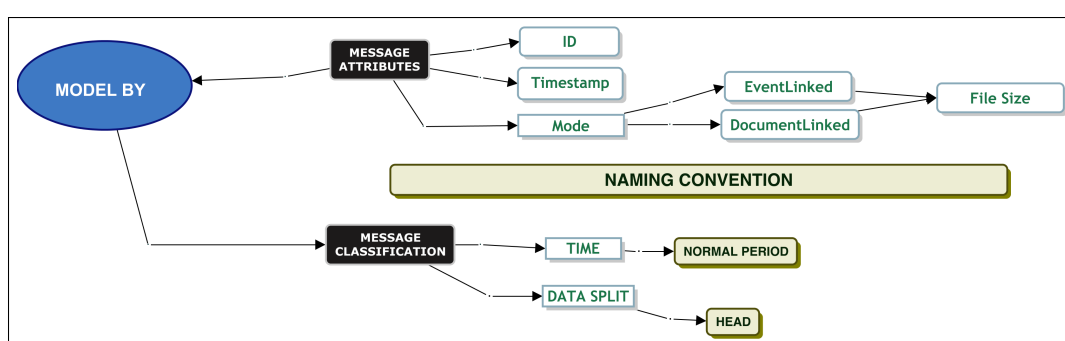 MODEL BY
MESSAGE
ATTRIBUTES
ID
Timestamp
Mode
EventLinked
DocumentLinked
File Size
NAMING CONVENTION
MESSAGE
CLASSIFICATION
TIME
NORMAL PERIOD
DATA SPLIT
HEAD